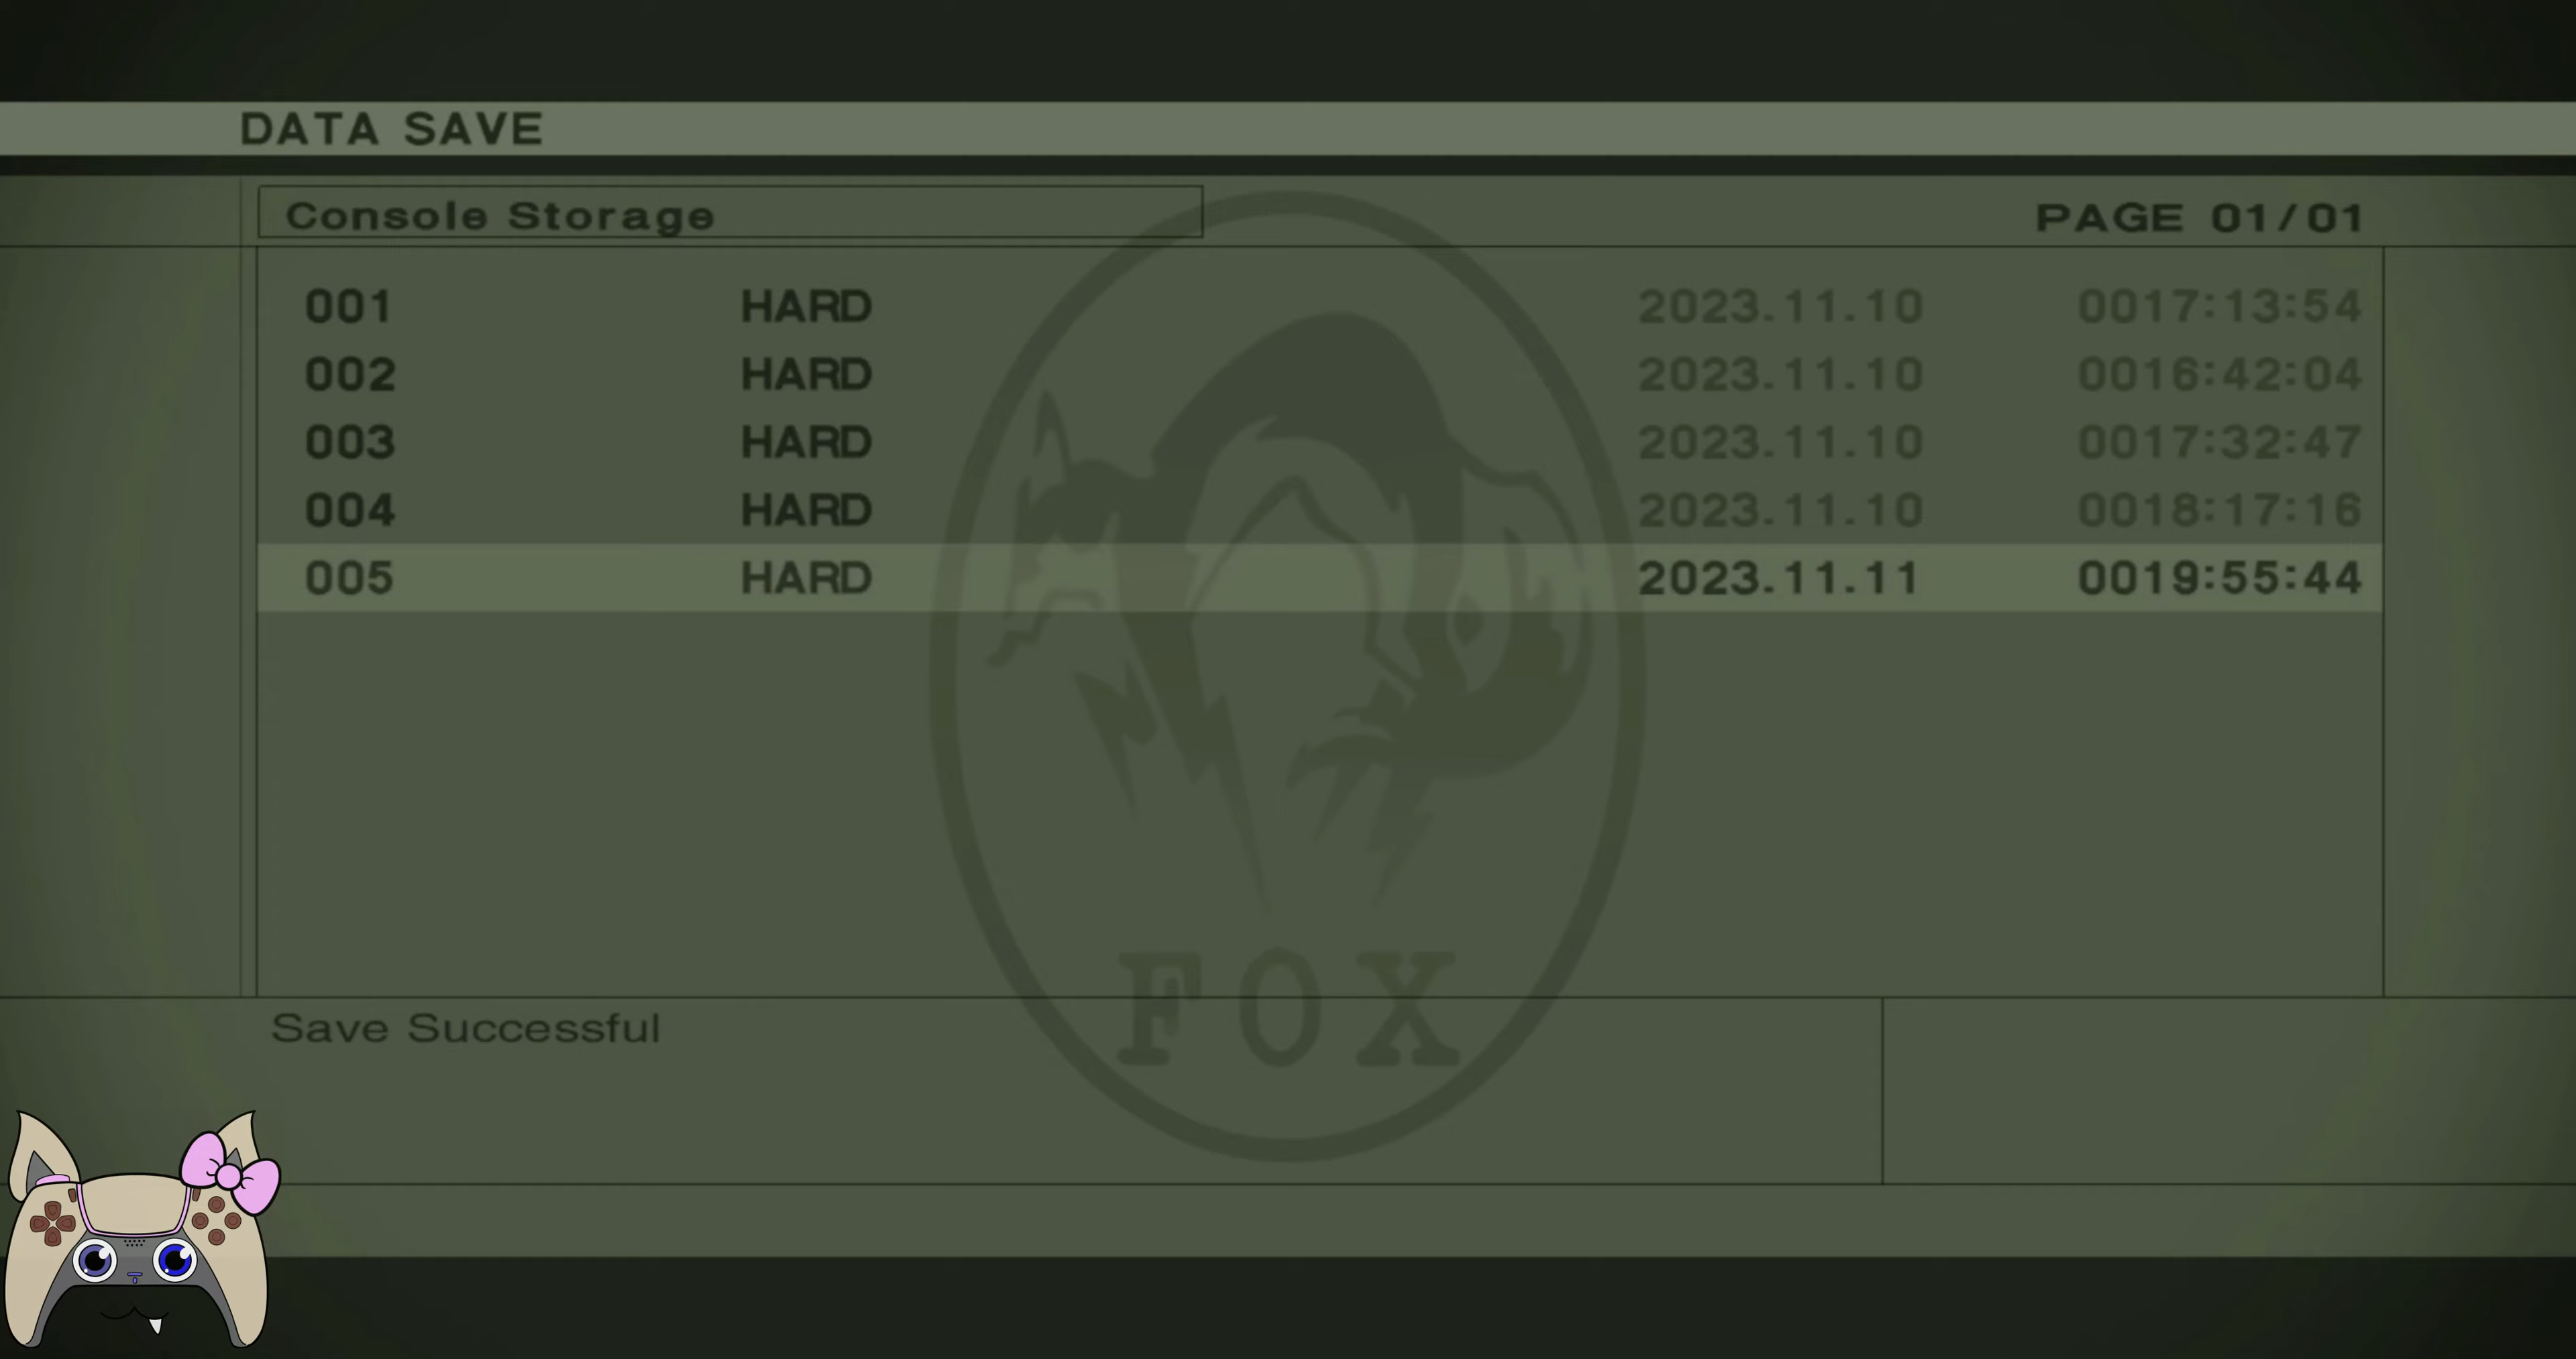 DATA SAVE
Console Storage PAGE 01/01
001 HARD 2023.11.10 0017:13:54
002 HARD 2023.11.10 0016:42:04
003 HARD 2023.11.10 0017:32:47
004 HARD 2023.11.10 0018:17:16
005 HARD 2023.11.11 0019:55:44
FOX
Save Successful